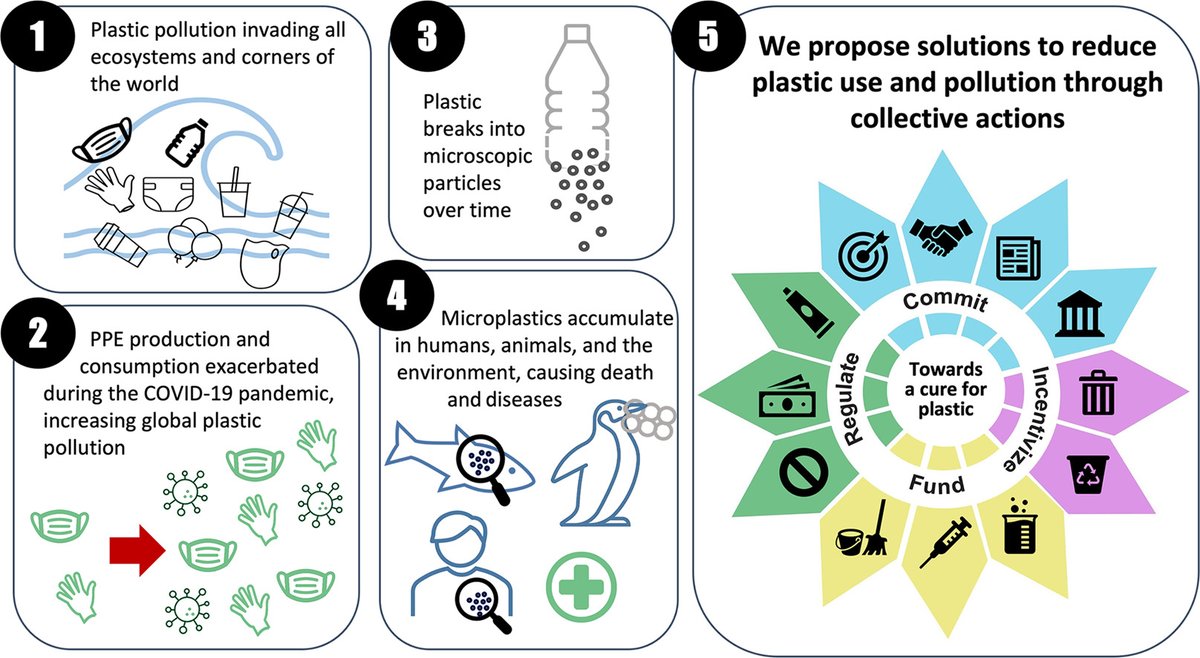 1
Plastic pollution invading all
ecosystems and corners of
the world
2
PPE production and
consumption exacerbated
during the COVID-19 pandemic,
increasing global plastic
pollution
3
Plastic
breaks into
microscopic
particles
over time
4
Microplastics accumulate
in humans, animals, and the
environment, causing death
and diseases
5
We propose solutions to reduce
plastic use and pollution through
collective actions
Commit
Incentivize
Fund
Regulate
Towards
a cure for
plastic